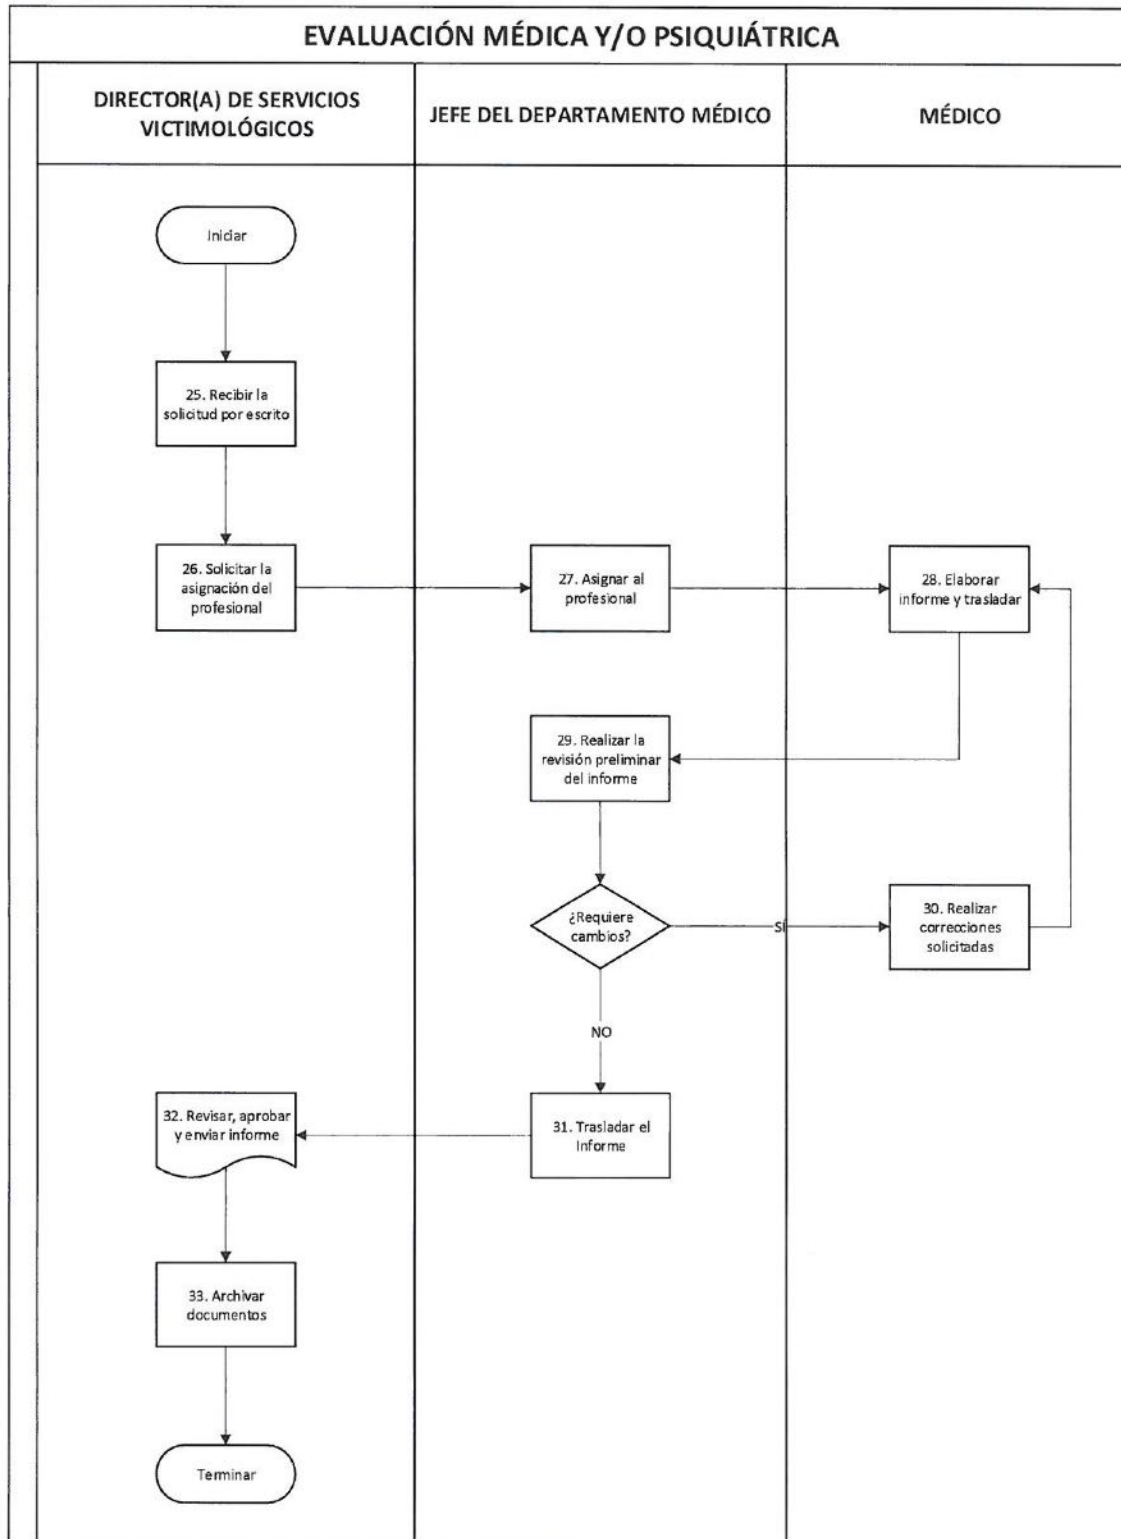 EVALUACIÓN MÉDICA Y/O PSIQUIÁTRICA
DIRECTOR(A) DE SERVICIOS
VICTIMOLÓGICOS
JEFE DEL DEPARTAMENTO MÉDICO
MÉDICO
Iniciar
25. Recibir la
solicitud por escrito
26. Solicitar la
asignación del
profesional
27. Asignar al
profesional
28. Elaborar
informe y trasladar
29. Realizar la
revisión preliminar
del informe
¿Requiere
cambios?
SÍ
30. Realizar
correcciones
solicitadas
NO
31. Trasladar el
Informe
32. Revisar, aprobar
y enviar informe
33. Archivar
documentos
Terminar